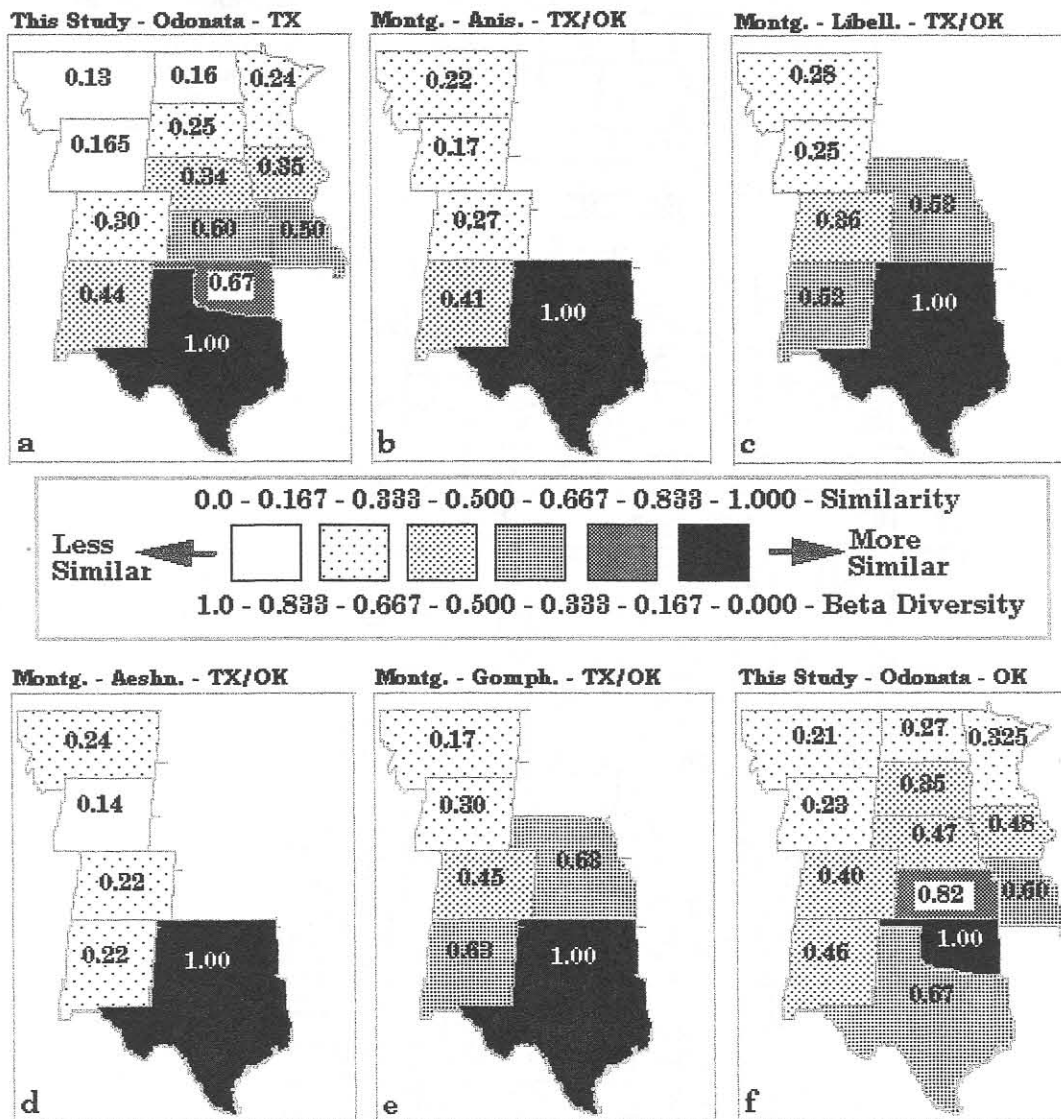 This Study - Odonata - TX
Montg. - Anis. - TX/OK
Montg. - Libell. - TX/OK
0.13
0.16
0.24
0.165
0.25
0.34
0.35
0.30
0.60
0.50
0.44
0.67
1.00
a
0.22
0.17
0.27
0.41
1.00
b
0.28
0.25
0.36
0.53
0.52
1.00
c
0.0 - 0.167 - 0.333 - 0.500 - 0.667 - 0.833 - 1.000 - Similarity
Less
Similar
More
Similar
1.0 - 0.833 - 0.667 - 0.500 - 0.333 - 0.167 - 0.000 - Beta Diversity
Montg. - Aeshn. - TX/OK
Montg. - Gomph. - TX/OK
This Study - Odonata - OK
0.24
0.14
0.22
0.22
1.00
d
0.17
0.30
0.45
0.63
0.63
1.00
e
0.21
0.27
0.325
0.23
0.35
0.47
0.48
0.40
0.82
0.60
0.46
1.00
0.67
f